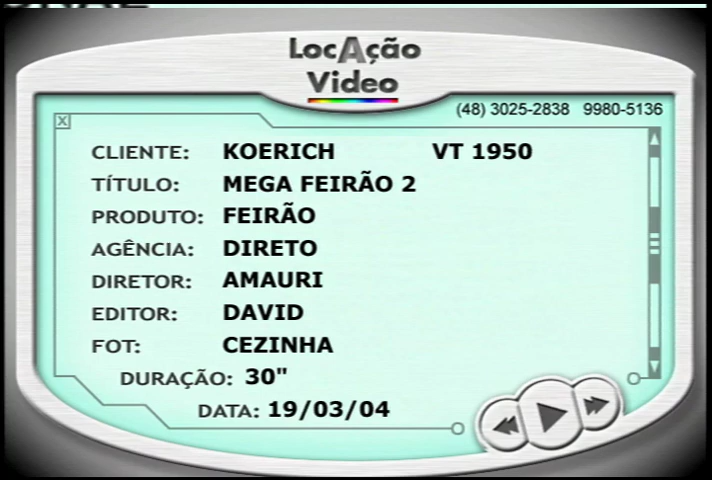 LocAção
Video
(48) 3025-2838 9980-5136
X
CLIENTE: KOERICH VT 1950
TÍTULO: MEGA FEIRÃO 2
PRODUTO: FEIRÃO
AGÊNCIA: DIRETO
DIRETOR: AMAURI
EDITOR: DAVID
FOT: CEZINHA
DURAÇÃO: 30"
DATA: 19/03/04